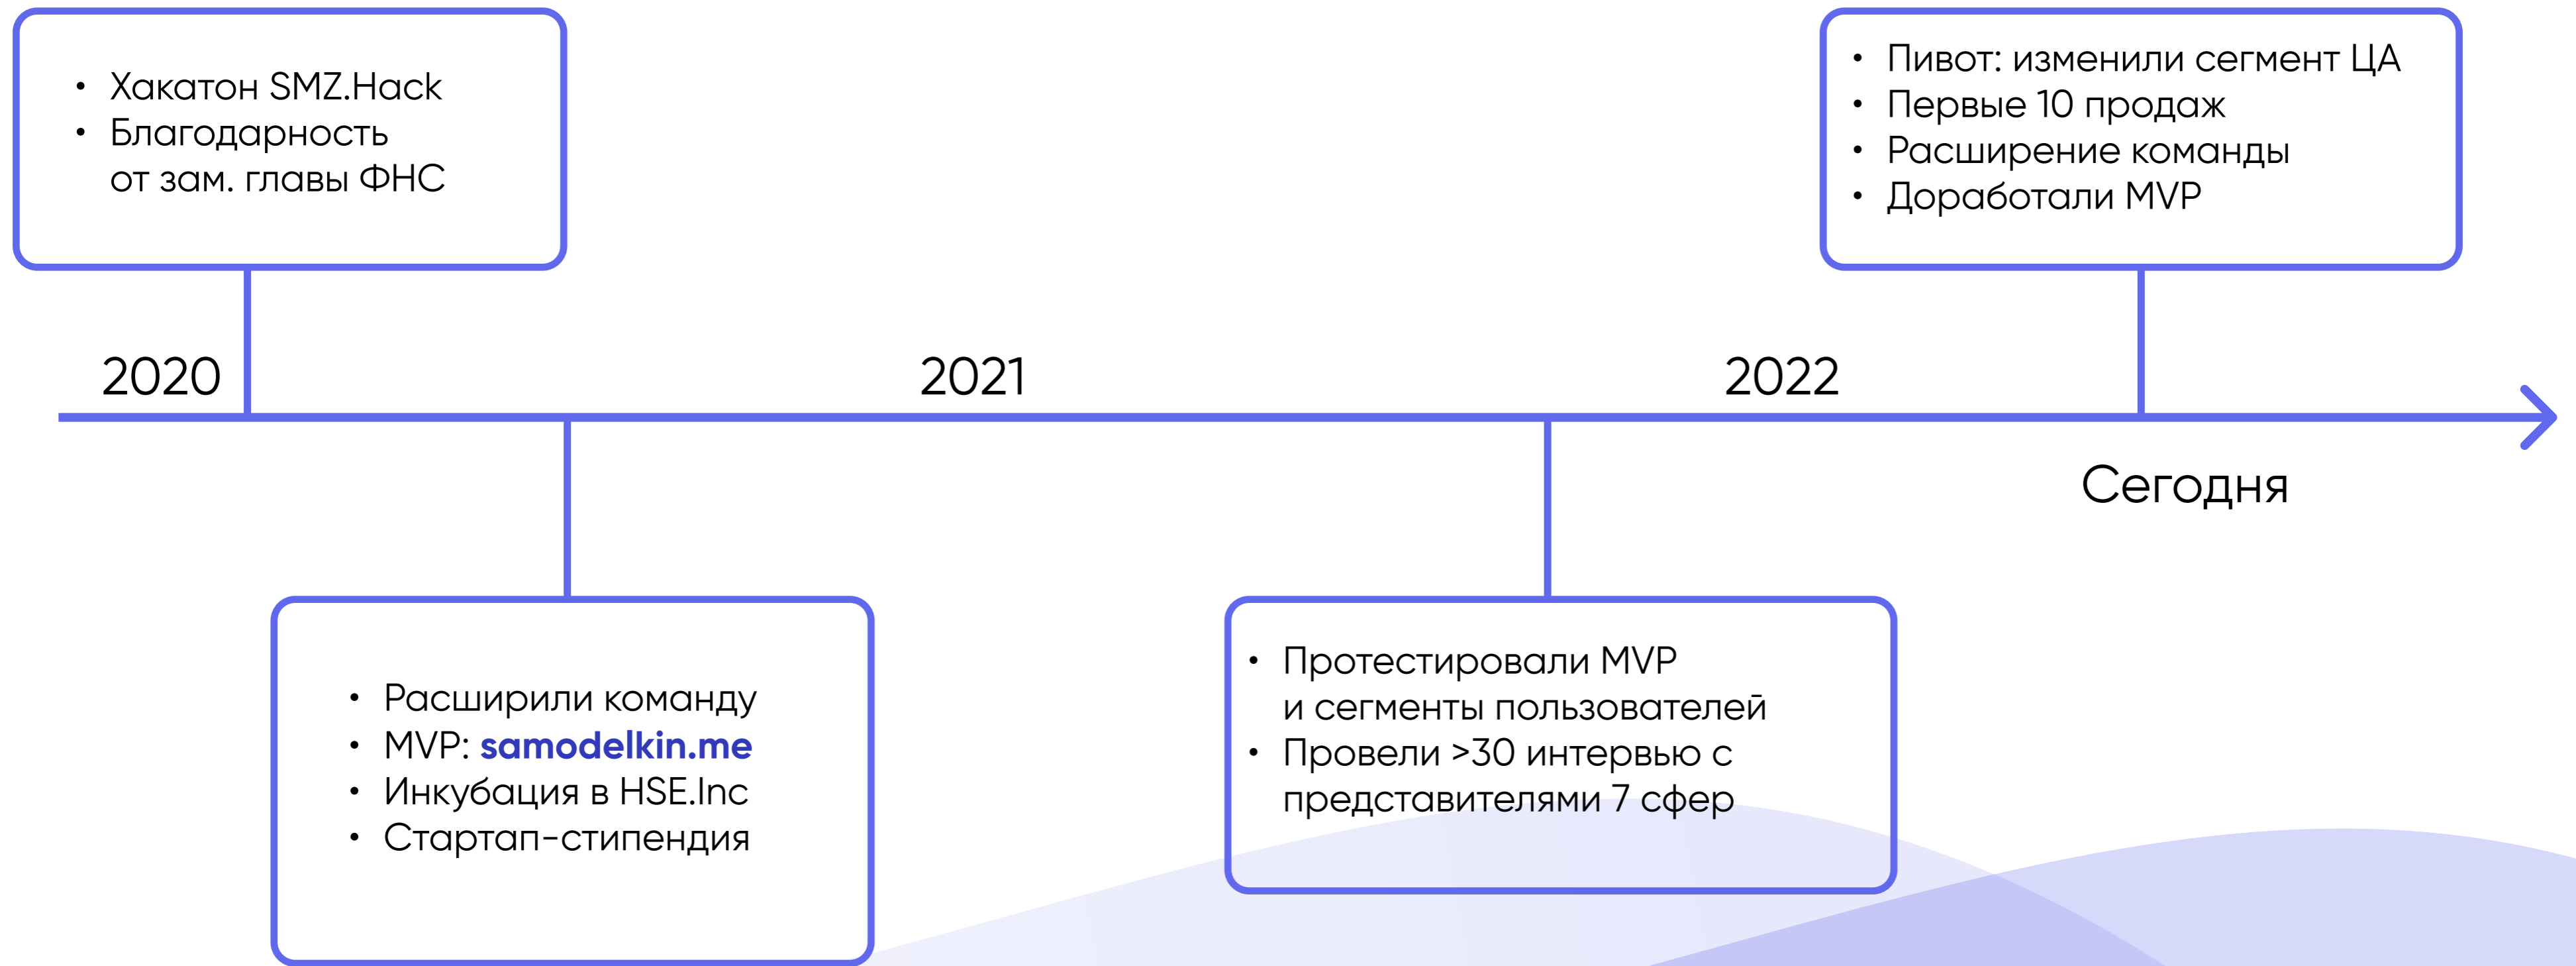 • Хакатон SMZ.Hack
• Благодарность
от зам. главы ФНС
• Пивот: изменили сегмент ЦА
• Первые 10 продаж
• Расширение команды
• Доработали MVP
2020
2021
2022
Сегодня
• Расширили команду
• MVP: samodelkin.me
• Инкубация в HSE.Inc
• Стартап-стипендия
• Протестировали MVP
и сегменты пользователей
• Провели >30 интервью с
представителями 7 сфер